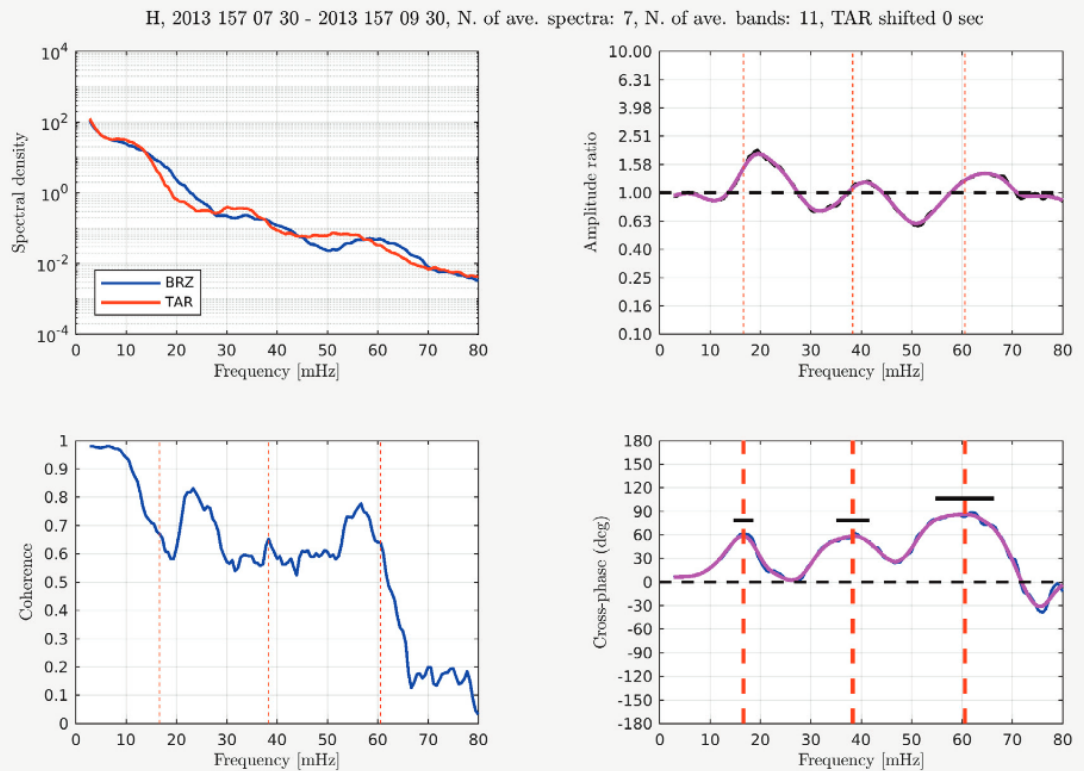 H, 2013 157 07 30 - 2013 157 09 30, N. of ave. spectra: 7, N. of ave. bands: 11, TAR shifted 0 sec
Spectral density
10^4
10^2
10^0
10^-2
10^-4
BRZ
TAR
0 10 20 30 40 50 60 70 80
Frequency [mHz]
Amplitude ratio
10.00
6.31
3.98
2.51
1.58
1.00
0.63
0.40
0.25
0.16
0.10
0 10 20 30 40 50 60 70 80
Frequency [mHz]
Coherence
1
0.9
0.8
0.7
0.6
0.5
0.4
0.3
0.2
0.1
0
0 10 20 30 40 50 60 70 80
Frequency [mHz]
Cross-phase (deg)
180
150
120
90
60
30
0
-30
-60
-90
-120
-150
-180
0 10 20 30 40 50 60 70 80
Frequency [mHz]